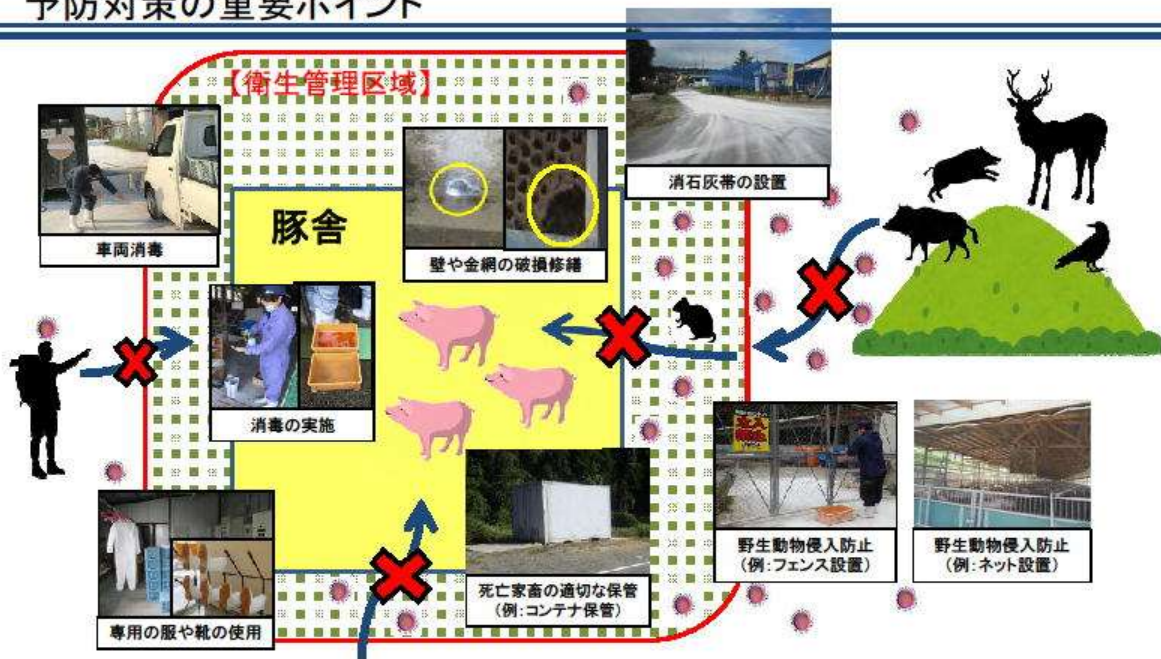 予防対策の重要ポイント
【衛生管理区域】
消石灰帯の設置
車両消毒
豚舎
壁や金網の破損修繕
消毒の実施
専用の服や靴の使用
死亡家畜の適切な保管
(例:コンテナ保管)
立入
禁止
野生動物侵入防止
(例:フェンス設置)
野生動物侵入防止
(例:ネット設置)